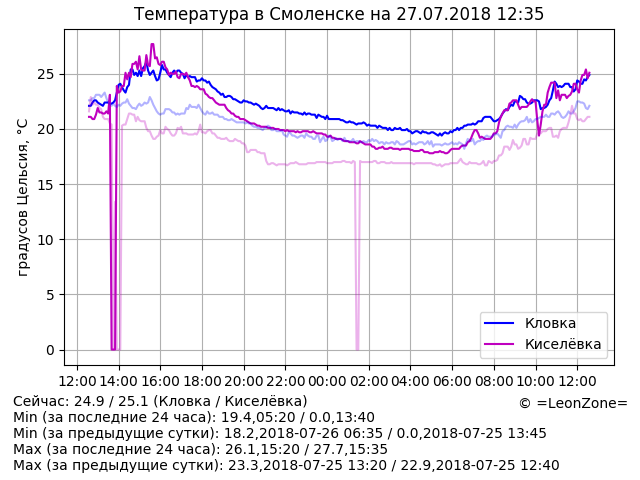 Температура в Смоленске на 27.07.2018 12:35
градусов Цельсия, °C
25
20
15
10
5
0
Кловка
Киселёвка
12:00 14:00 16:00 18:00 20:00 22:00 00:00 02:00 04:00 06:00 08:00 10:00 12:00
Сейчас: 24.9 / 25.1 (Кловка / Киселёвка)
© =LeonZone=
Min (за последние 24 часа): 19.4,05:20 / 0.0,13:40
Min (за предыдущие сутки): 18.2,2018-07-26 06:35 / 0.0,2018-07-25 13:45
Max (за последние 24 часа): 26.1,15:20 / 27.7,15:35
Max (за предыдущие сутки): 23.3,2018-07-25 13:20 / 22.9,2018-07-25 12:40